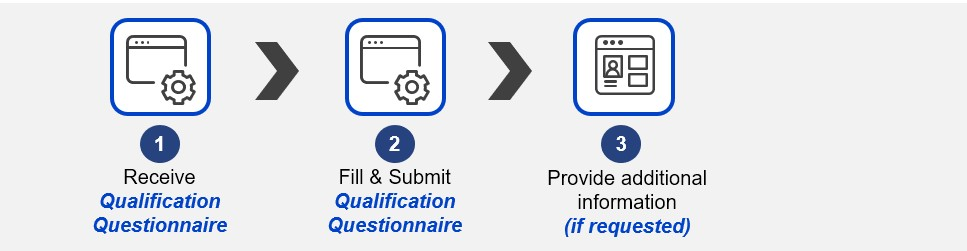 1
Receive
Qualification
Questionnaire
2
Fill & Submit
Qualification
Questionnaire
3
Provide additional
information
(if requested)